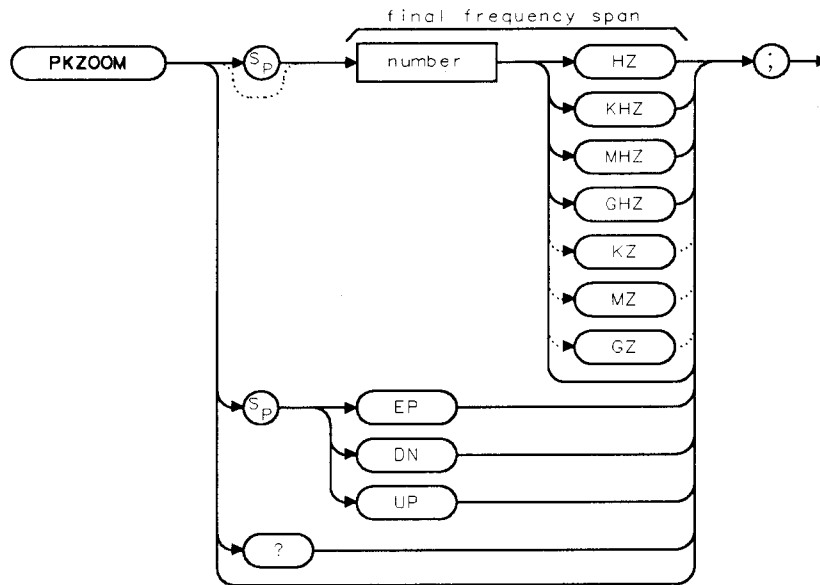 final frequency span
PKZOOM
SP
number
HZ
;
KHZ
MHZ
GHZ
KZ
MZ
GZ
SP
EP
DN
UP
?